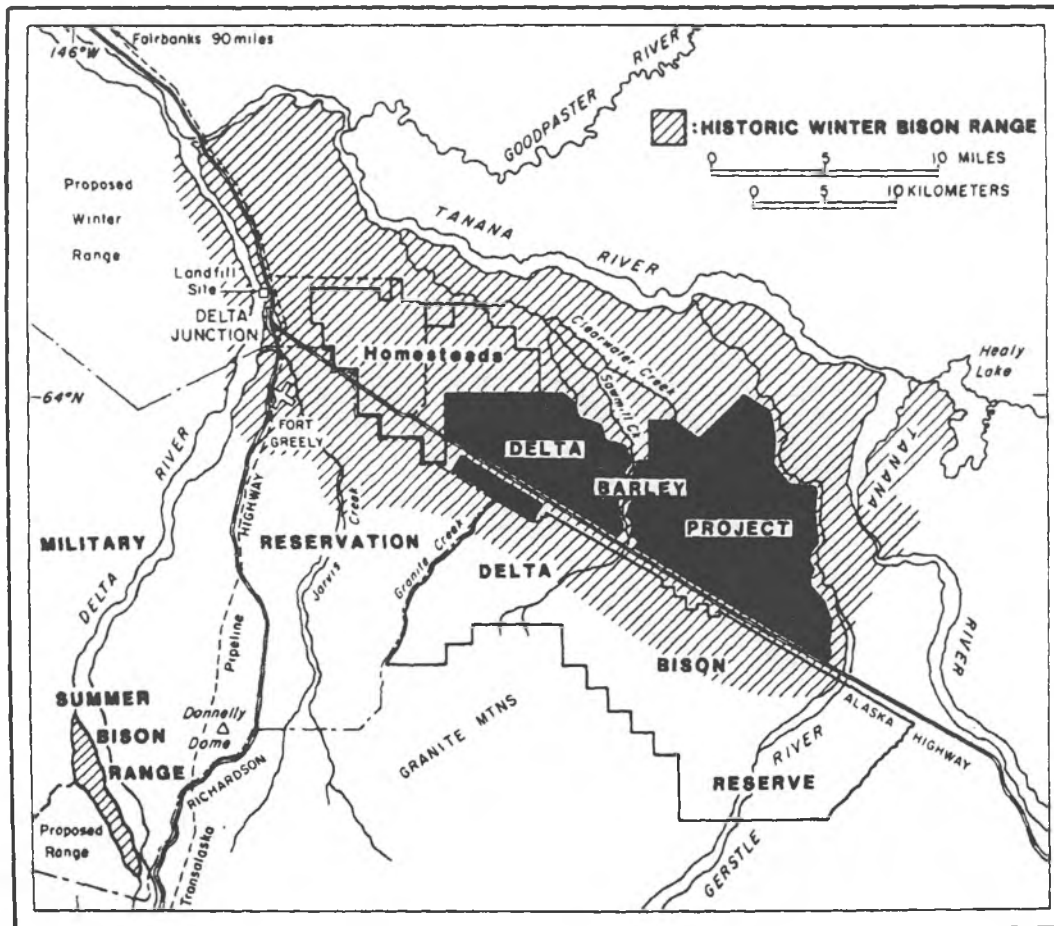 146°W
Fairbanks 90 miles
GOODPASTER RIVER
: HISTORIC WINTER BISON RANGE
0 5 10 MILES
0 5 10 KILOMETERS
Proposed
Winter
Range
TANANA RIVER
Landfill
Site
DELTA
JUNCTION
Homesteads
Clearwater Creek
Sawmill Ck
Healy
Lake
64°N
FORT
GREELY
DELTA
BARLEY
PROJECT
TANANA RIVER
MILITARY RESERVATION
DELTA RIVER
HIGHWAY
Jarvis Creek
Granite Creek
DELTA
BISON
RESERVE
Pipeline
SUMMER
BISON
RANGE
Donnelly
Dome
GRANITE MTNS
ALASKA HIGHWAY
RICHARDSON
Proposed
Range
Transalaska
GERSTLE RIVER